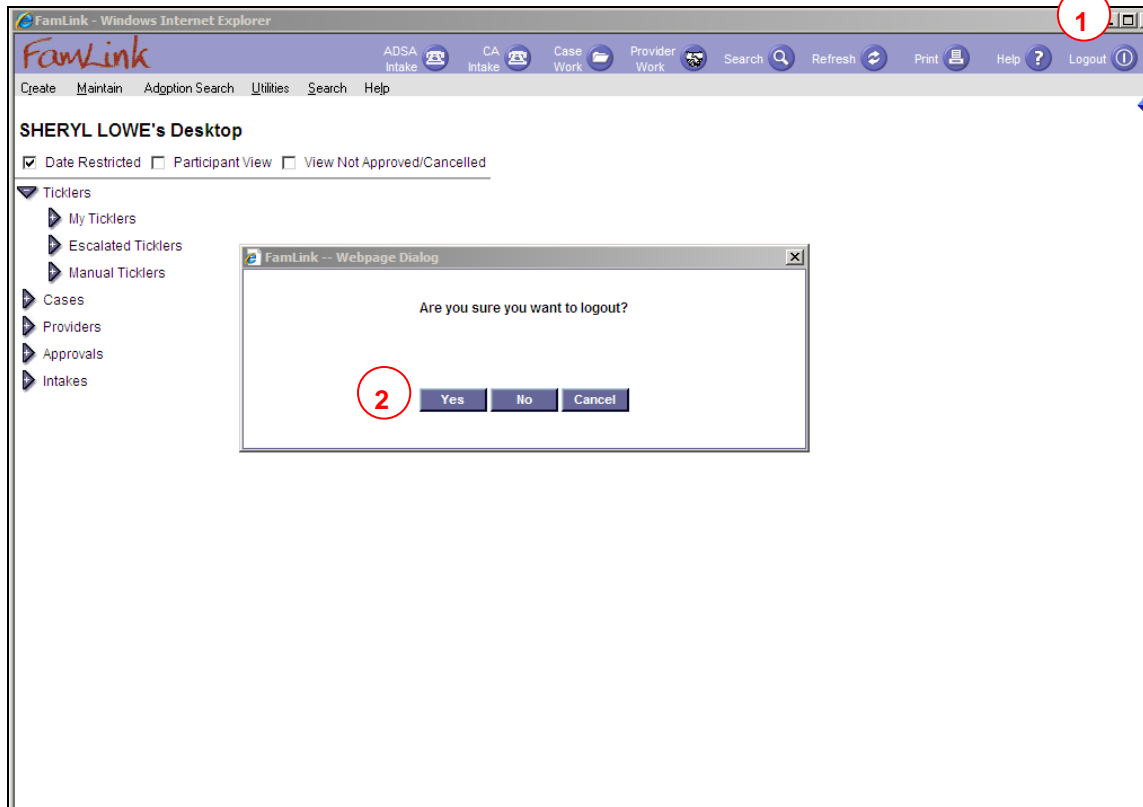 FamLink - Windows Internet Explorer
1
FamLink
ADSA Intake
CA Intake
Case Work
Provider Work
Search
Refresh
Print
Help
?
Logout
Create Maintain Adoption Search Utilities Search Help
SHERYL LOWE's Desktop
Date Restricted Participant View View Not Approved/Cancelled
Ticklers
My Ticklers
Escalated Ticklers
Manual Ticklers
Cases
Providers
Approvals
Intakes
FamLink -- Webpage Dialog
Are you sure you want to logout?
2
Yes No Cancel